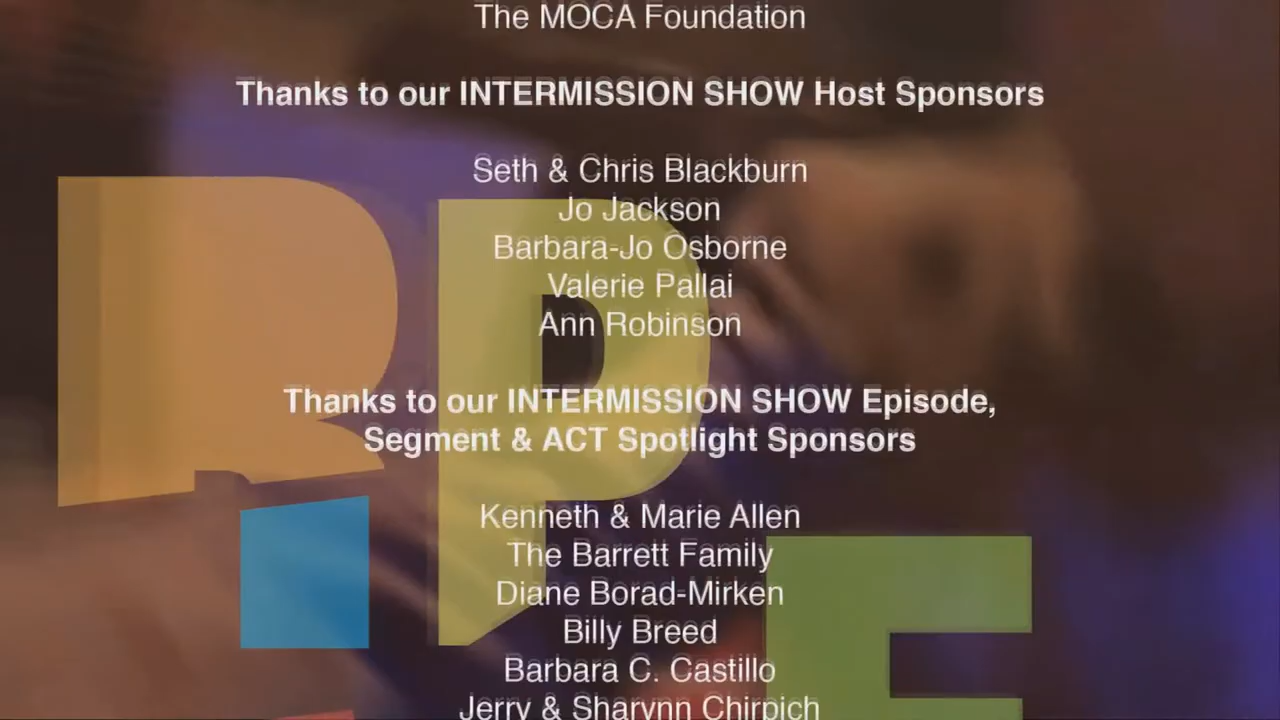 The MOCA Foundation
Thanks to our INTERMISSION SHOW Host Sponsors
Seth & Chris Blackburn
Jo Jackson
Barbara-Jo Osborne
Valerie Pallai
Ann Robinson
Thanks to our INTERMISSION SHOW Episode,
Segment & ACT Spotlight Sponsors
Kenneth & Marie Allen
The Barrett Family
Diane Borad-Mirken
Billy Breed
Barbara C. Castillo
Jerry & Sharynn Chirpich